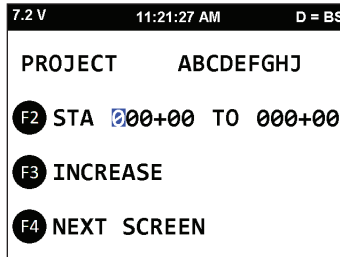 7.2 V 11:21:27 AM D = BS
PROJECT ABCDEFGHJ
F2 STA 000+00 TO 000+00
F3 INCREASE
F4 NEXT SCREEN